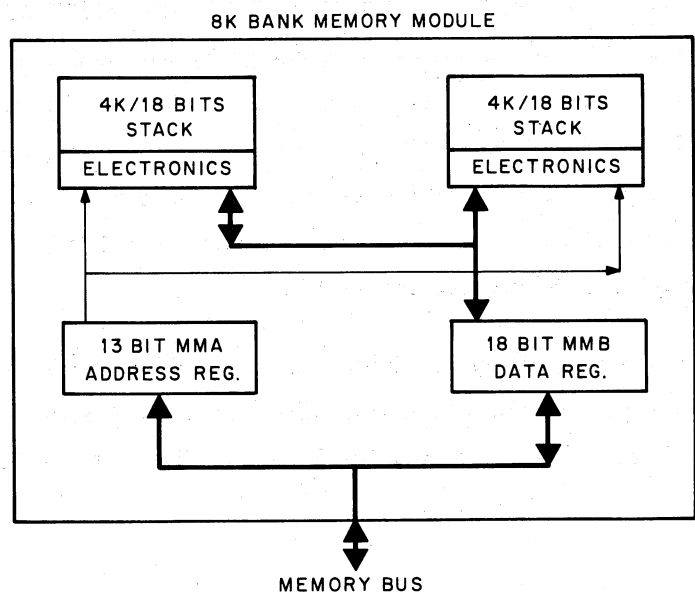 8K BANK MEMORY MODULE
4K/18 BITS
STACK
ELECTRONICS
4K/18 BITS
STACK
ELECTRONICS
13 BIT MMA
ADDRESS REG.
18 BIT MMB
DATA REG.
MEMORY BUS